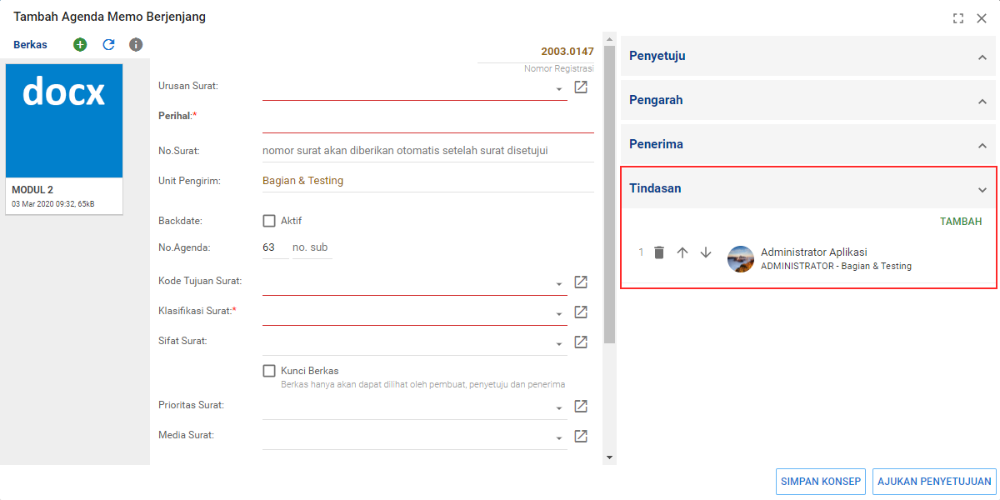 Tambah Agenda Memo Berjenjang
Berkas
docx
MODUL 2
03 Mar 2020 09:32, 65kB
2003.0147
Nomor Registrasi
Urusan Surat:
Perihal:*
No.Surat: nomor surat akan diberikan otomatis setelah surat disetujui
Unit Pengirim: Bagian & Testing
Backdate: Aktif
No.Agenda: 63 no. sub
Kode Tujuan Surat:
Klasifikasi Surat:*
Sifat Surat:
Kunci Berkas
Berkas hanya akan dapat dilihat oleh pembuat, penyetuju dan penerima
Prioritas Surat:
Media Surat:
Penyetuju
Pengarah
Penerima
Tindasan
TAMBAH
1 Administrator Aplikasi
ADMINISTRATOR - Bagian & Testing
SIMPAN KONSEP AJUKAN PENYETUJUAN